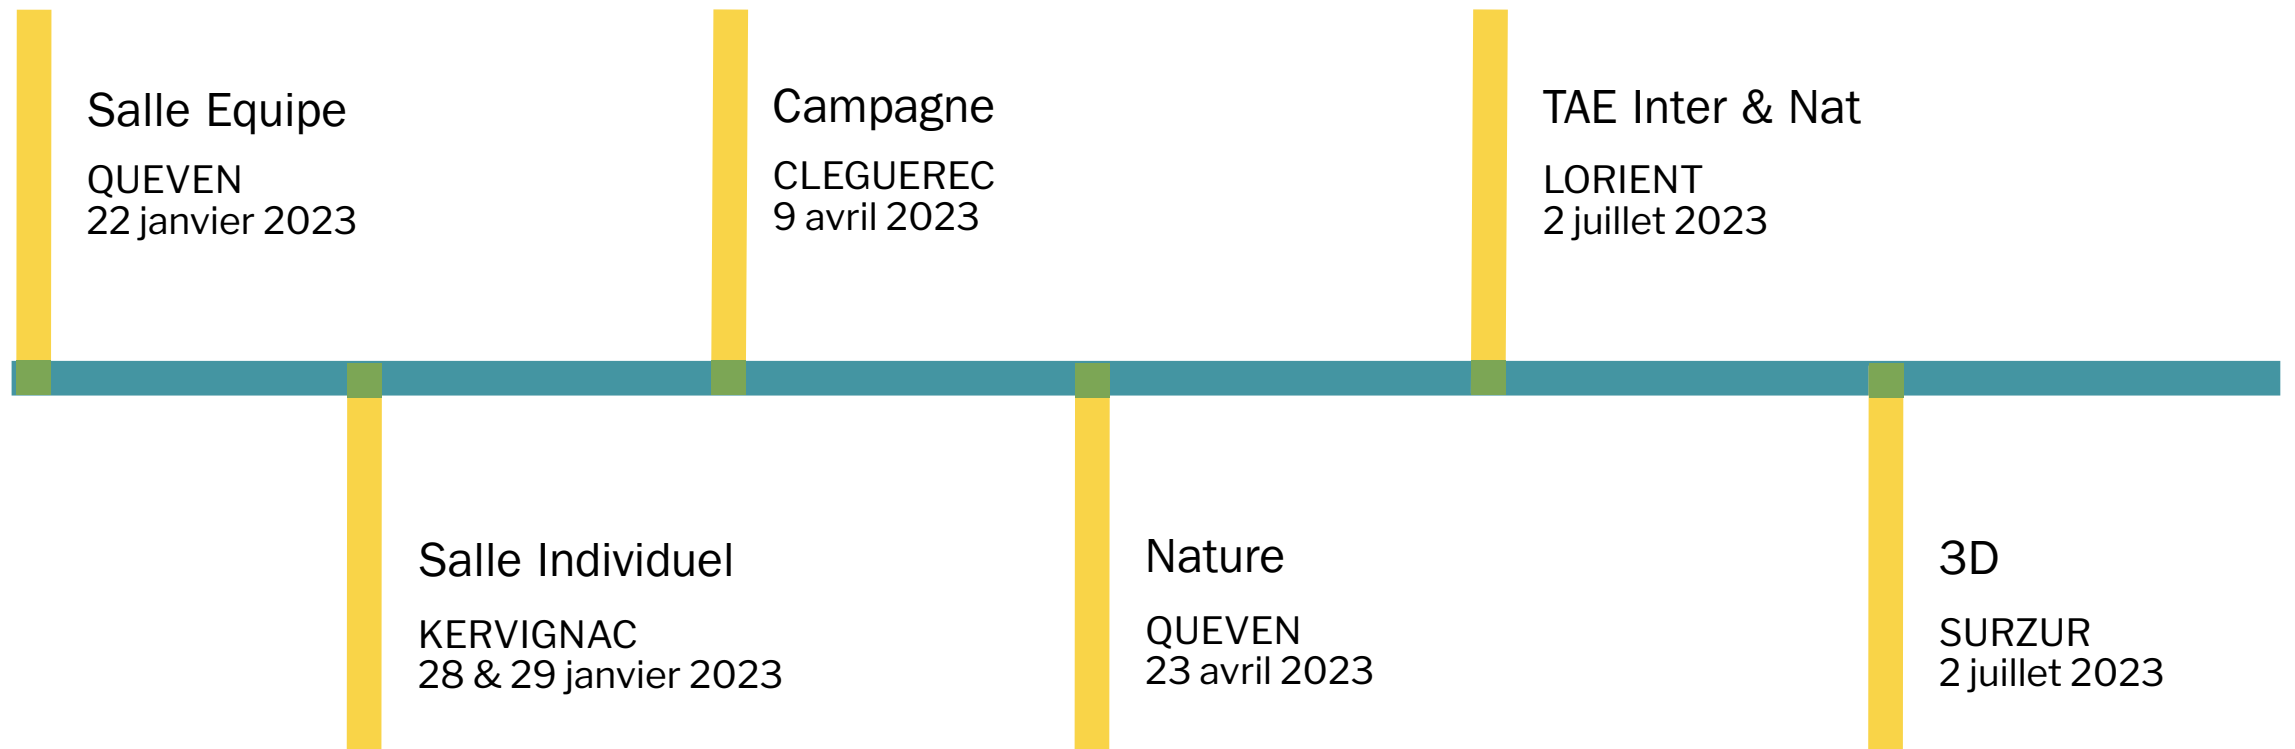 Salle Equipe
QUEVEN
22 janvier 2023
Salle Individuel
KERVIGNAC
28 & 29 janvier 2023
Campagne
CLEGUEREC
9 avril 2023
Nature
QUEVEN
23 avril 2023
TAE Inter & Nat
LORIENT
2 juillet 2023
3D
SURZUR
2 juillet 2023